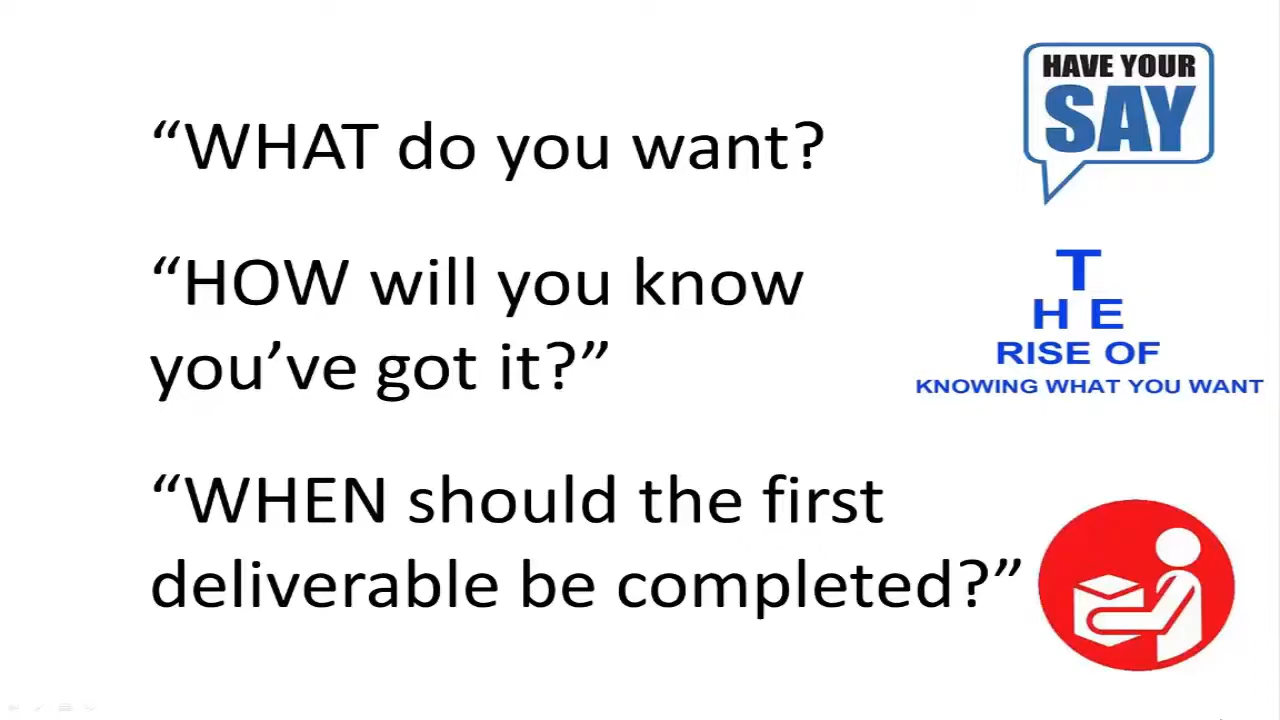 “WHAT do you want?
“HOW will you know
you’ve got it?”
“WHEN should the first
deliverable be completed?”
HAVE YOUR
SAY
T
H E
RISE OF
KNOWING WHAT YOU WANT